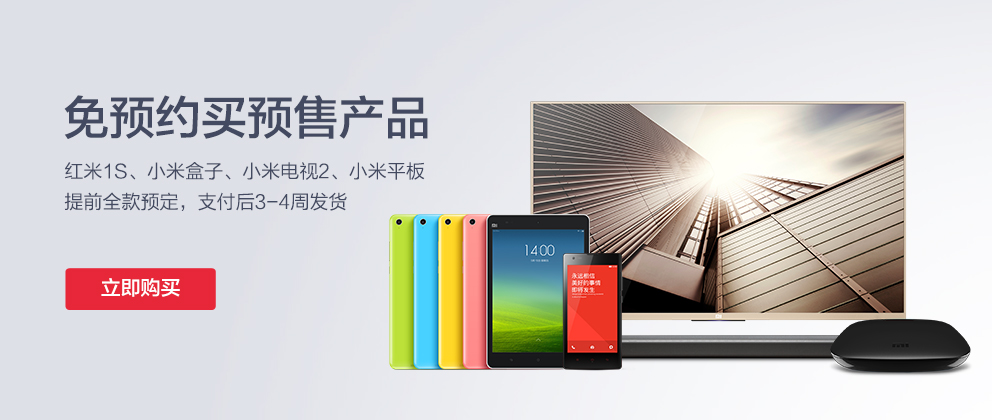 免预约买预售产品
红米1S、小米盒子、小米电视2、小米平板
提前全款预定，支付后3-4周发货
立即购买
14:00
永远相信
美好的事情
即将发生